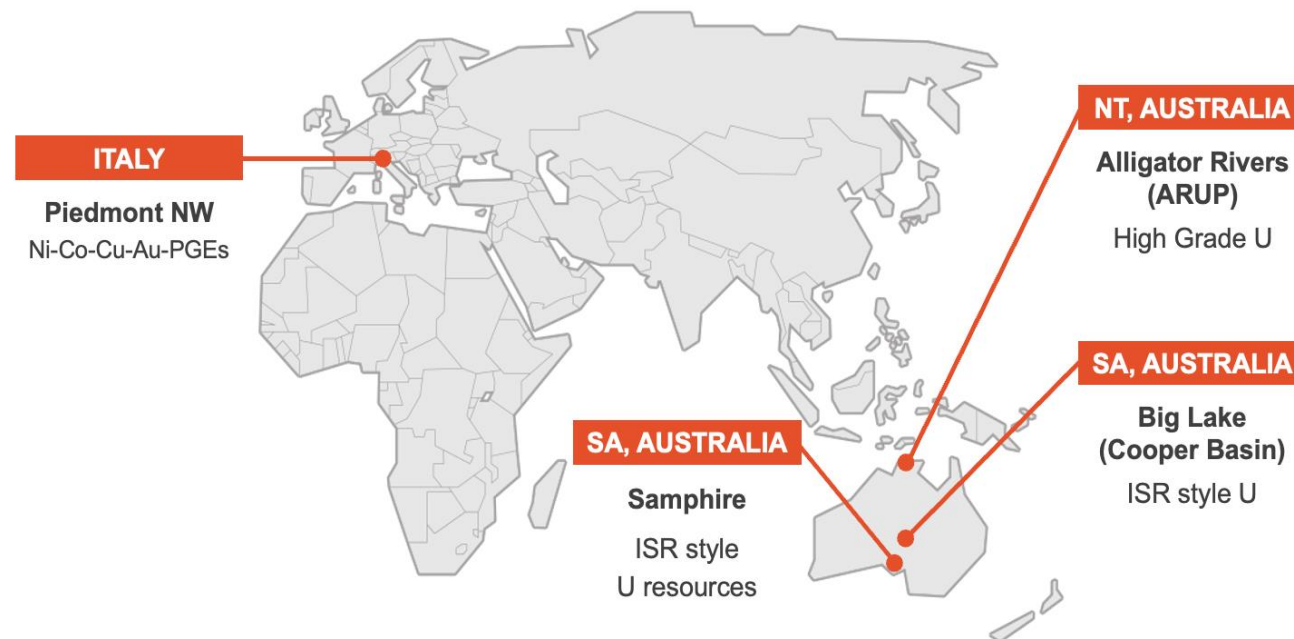 ITALY
Piedmont NW
Ni-Co-Cu-Au-PGEs
NT, AUSTRALIA
Alligator Rivers
(ARUP)
High Grade U
SA, AUSTRALIA
Big Lake
(Cooper Basin)
ISR style U
SA, AUSTRALIA
Samphire
ISR style
U resources